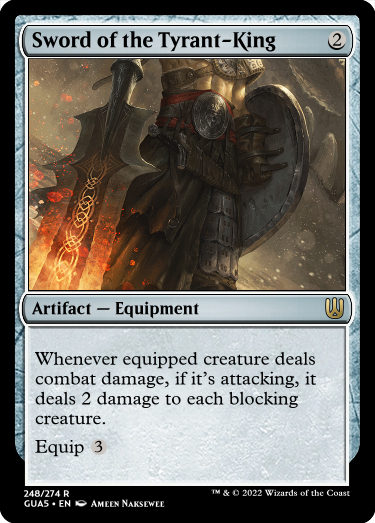 Sword of the Tyrant-King 2
Artifact — Equipment
Whenever equipped creature deals
combat damage, if it's attacking, it
deals 2 damage to each blocking
creature.
Equip 3
248/274 R
GUA5 • EN Ameen Naksewee
™ & © 2022 Wizards of the Coast